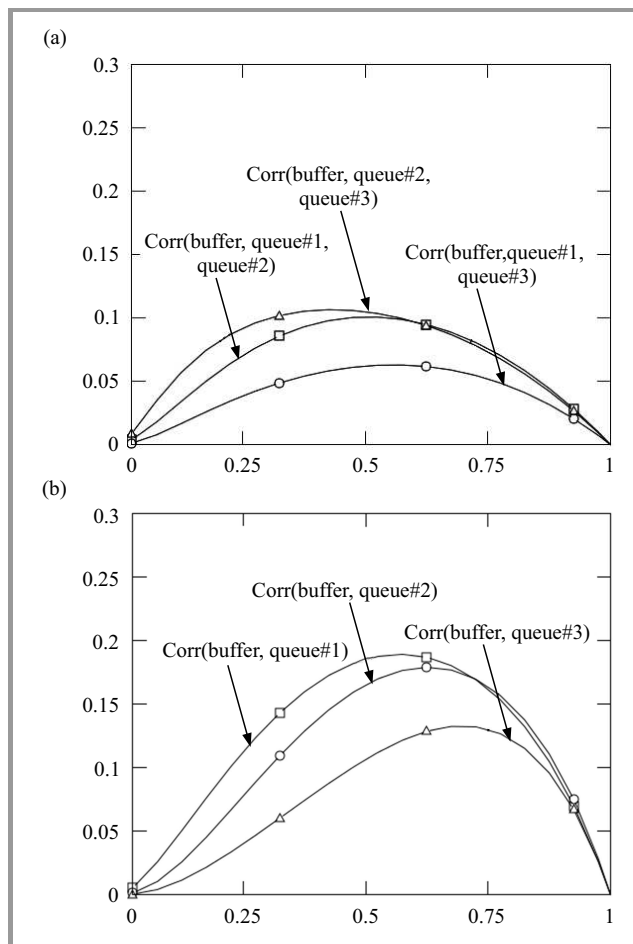 (a)
0.3
0.25
0.2
0.15
0.1
0.05
0
Corr(buffer, queue#2,
queue#3)
Corr(buffer, queue#1,
queue#2)
Corr(buffer,queue#1,
queue#3)
0 0.25 0.5 0.75 1
(b)
0.3
0.25
0.2
0.15
0.1
0.05
0
Corr(buffer, queue#2)
Corr(buffer, queue#3)
Corr(buffer, queue#1)
0 0.25 0.5 0.75 1